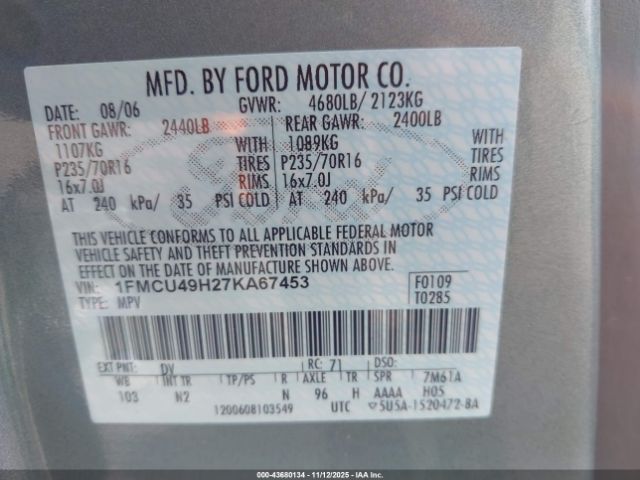 MFD. BY FORD MOTOR CO.
DATE: 08/06 GVWR: 4680LB/ 2123KG
FRONT GAWR: 2440LB REAR GAWR: 2400LB
1107KG WITH 1089KG WITH
P235/70R16 TIRES P235/70R16 TIRES
16x7.0J RIMS 16x7.0J RIMS
AT 240 kPa/ 35 PSI COLD AT 240 kPa/ 35 PSI COLD
THIS VEHICLE CONFORMS TO ALL APPLICABLE FEDERAL MOTOR
VEHICLE SAFETY AND THEFT PREVENTION STANDARDS IN
EFFECT ON THE DATE OF MANUFACTURE SHOWN ABOVE.
VIN: 1FMCU49H27KA67453 F0109
TYPE: MPV T0285
EXT PNT: DV RC: 71 DSO:
WB INT TR TP/PS R AXLE TR SPR 7M61A
103 N2 N 96 H AAAA H05
1200608103549 UTC ▽5U5A-1520472-BA
000-43680134 - 11/12/2025 - IAAI, Inc.